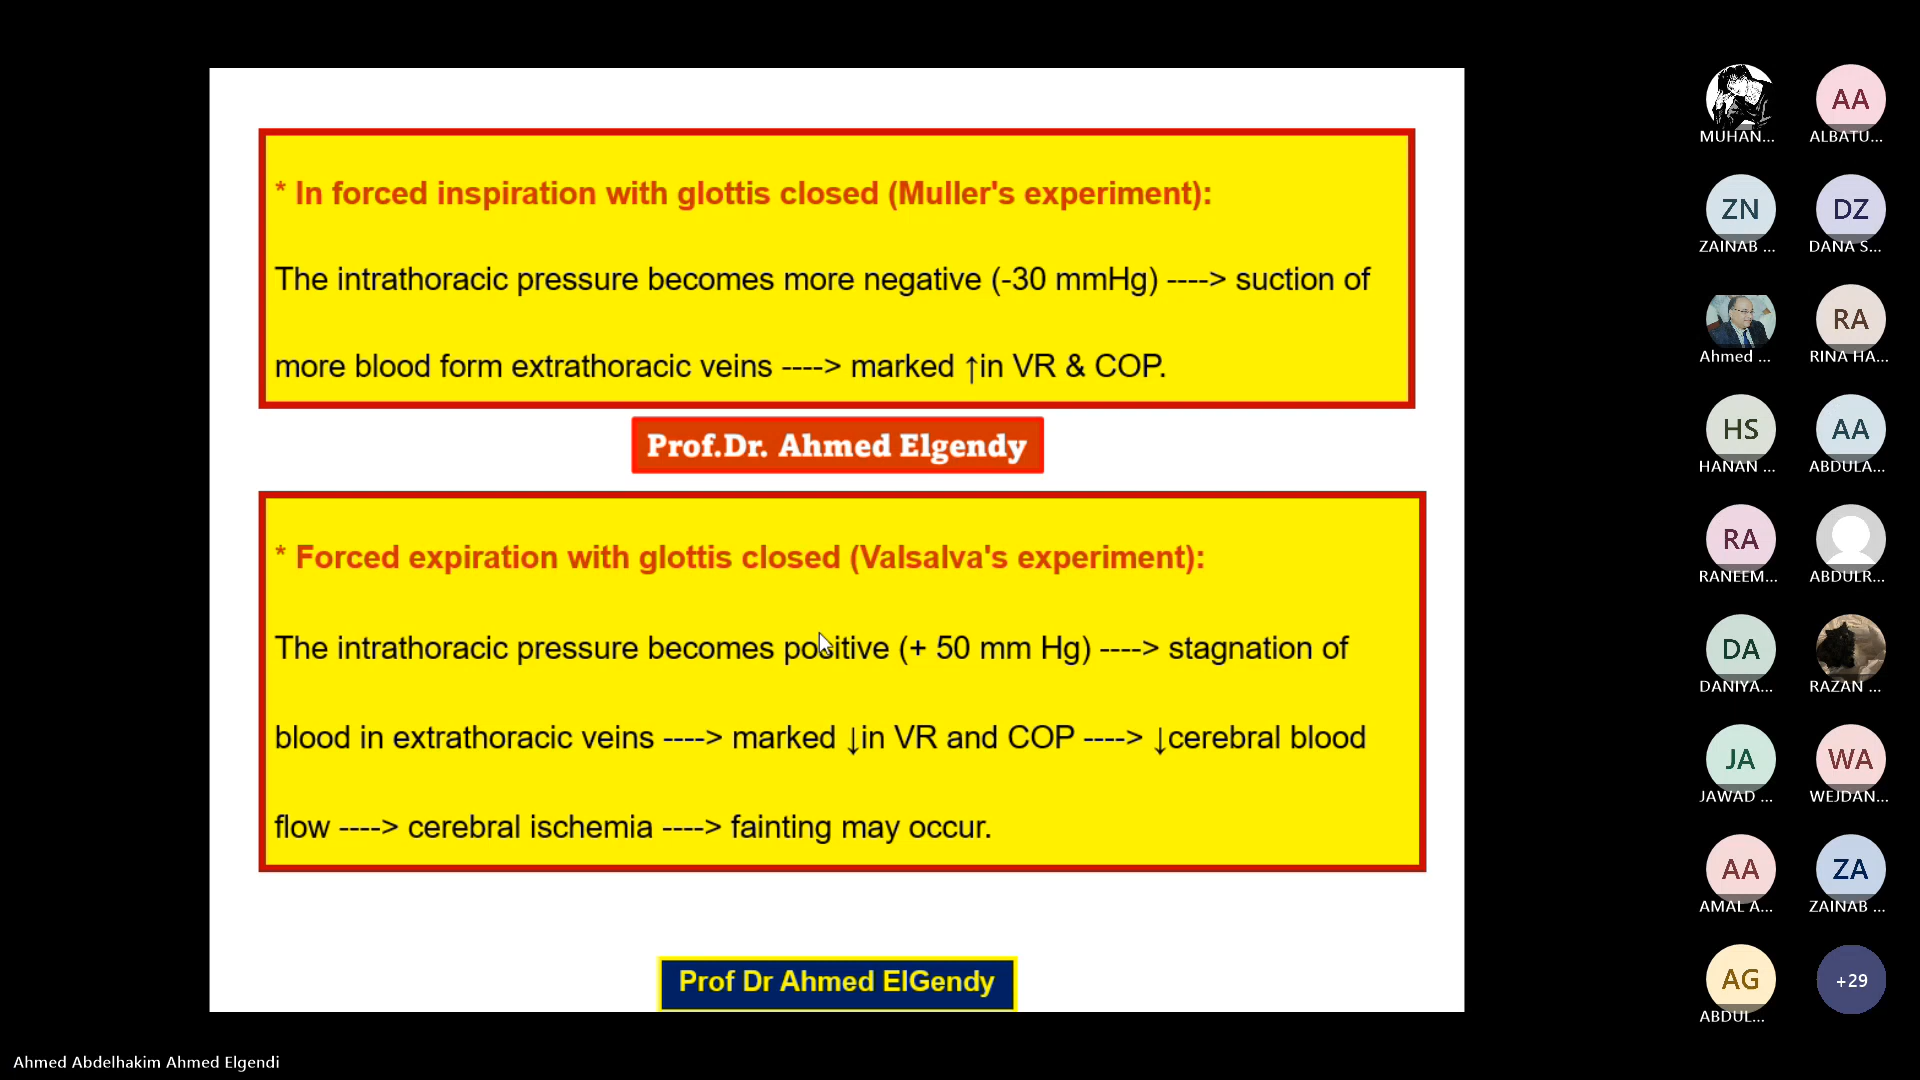 * In forced inspiration with glottis closed (Muller's experiment):
The intrathoracic pressure becomes more negative (-30 mmHg) ----> suction of
more blood form extrathoracic veins ----> marked ↑in VR & COP.
Prof.Dr. Ahmed Elgendy
* Forced expiration with glottis closed (Valsalva's experiment):
The intrathoracic pressure becomes positive (+ 50 mm Hg) ----> stagnation of
blood in extrathoracic veins ----> marked ↓in VR and COP ----> ↓cerebral blood
flow ----> cerebral ischemia ----> fainting may occur.
Prof Dr Ahmed ElGendy
AA
MUHAN... ALBATU...
ZN DZ
ZAINAB ... DANA S...
RA
Ahmed ... RINA HA...
HS AA
HANAN ... ABDULA...
RA
RANEEM... ABDULR...
DA
DANIYA... RAZAN ...
JA WA
JAWAD ... WEJDAN...
AA ZA
AMAL A... ZAINAB ...
AG +29
ABDUL...
Ahmed Abdelhakim Ahmed Elgendi